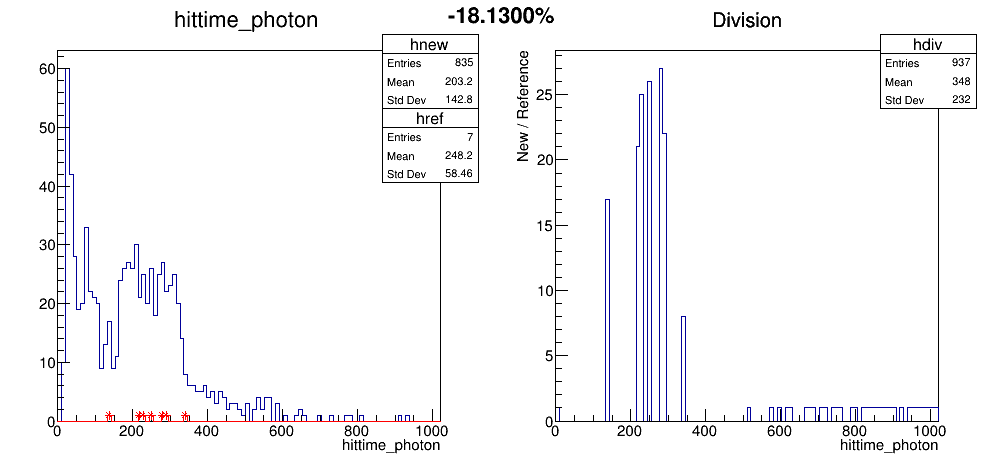 hittime_photon
-18.1300%
Division
hnew
Entries 835
Mean 203.2
Std Dev 142.8
href
Entries 7
Mean 248.2
Std Dev 58.46
60
50
40
30
20
10
0
0 200 400 600 800 1000
hittime_photon
hdiv
Entries 937
Mean 348
Std Dev 232
New / Reference
25
20
15
10
5
0
0 200 400 600 800 1000
hittime_photon